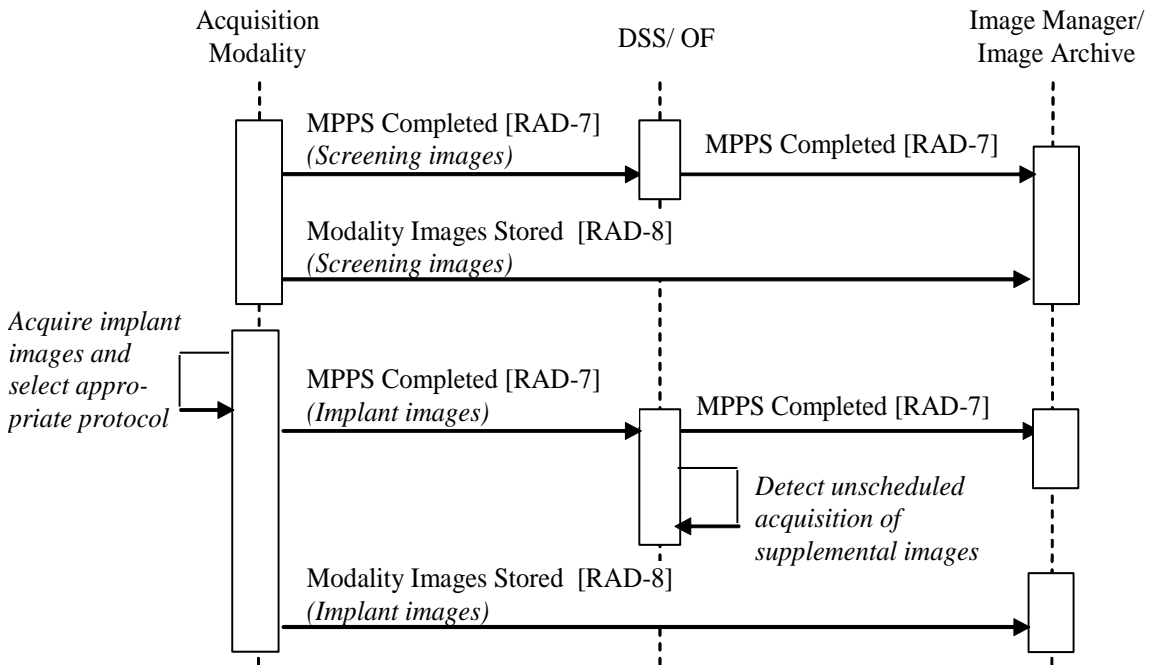 Acquisition
Modality
DSS/ OF
Image Manager/
Image Archive
MPPS Completed [RAD-7]
(Screening images)
MPPS Completed [RAD-7]
Modality Images Stored  [RAD-8]
(Screening images)
Acquire implant
images and
select appro-
priate protocol
MPPS Completed [RAD-7]
(Implant images)
MPPS Completed [RAD-7]
Detect unscheduled
acquisition of
supplemental images
Modality Images Stored  [RAD-8]
(Implant images)